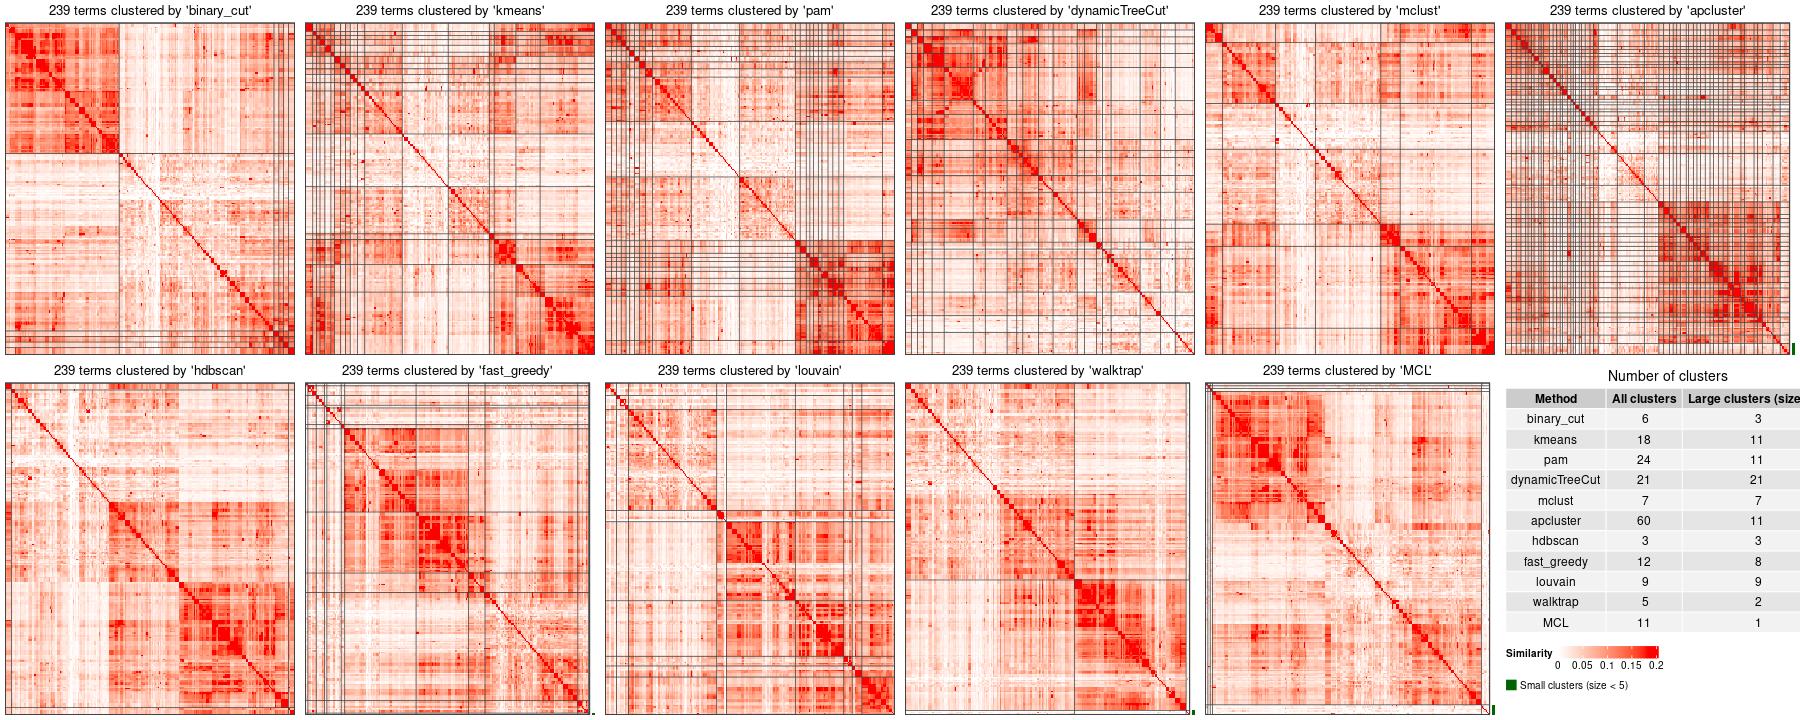 239 terms clustered by 'binary_cut'
239 terms clustered by 'kmeans'
239 terms clustered by 'pam'
239 terms clustered by 'dynamicTreeCut'
239 terms clustered by 'mclust'
239 terms clustered by 'apcluster'
239 terms clustered by 'hdbscan'
239 terms clustered by 'fast_greedy'
239 terms clustered by 'louvain'
239 terms clustered by 'walktrap'
239 terms clustered by 'MCL'
Number of clusters
Method All clusters Large clusters (size
binary_cut 6 3
kmeans 18 11
pam 24 11
dynamicTreeCut 21 21
mclust 7 7
apcluster 60 11
hdbscan 3 3
fast_greedy 12 8
louvain 9 9
walktrap 5 2
MCL 11 1
Similarity
0 0.05 0.1 0.15 0.2
Small clusters (size < 5)